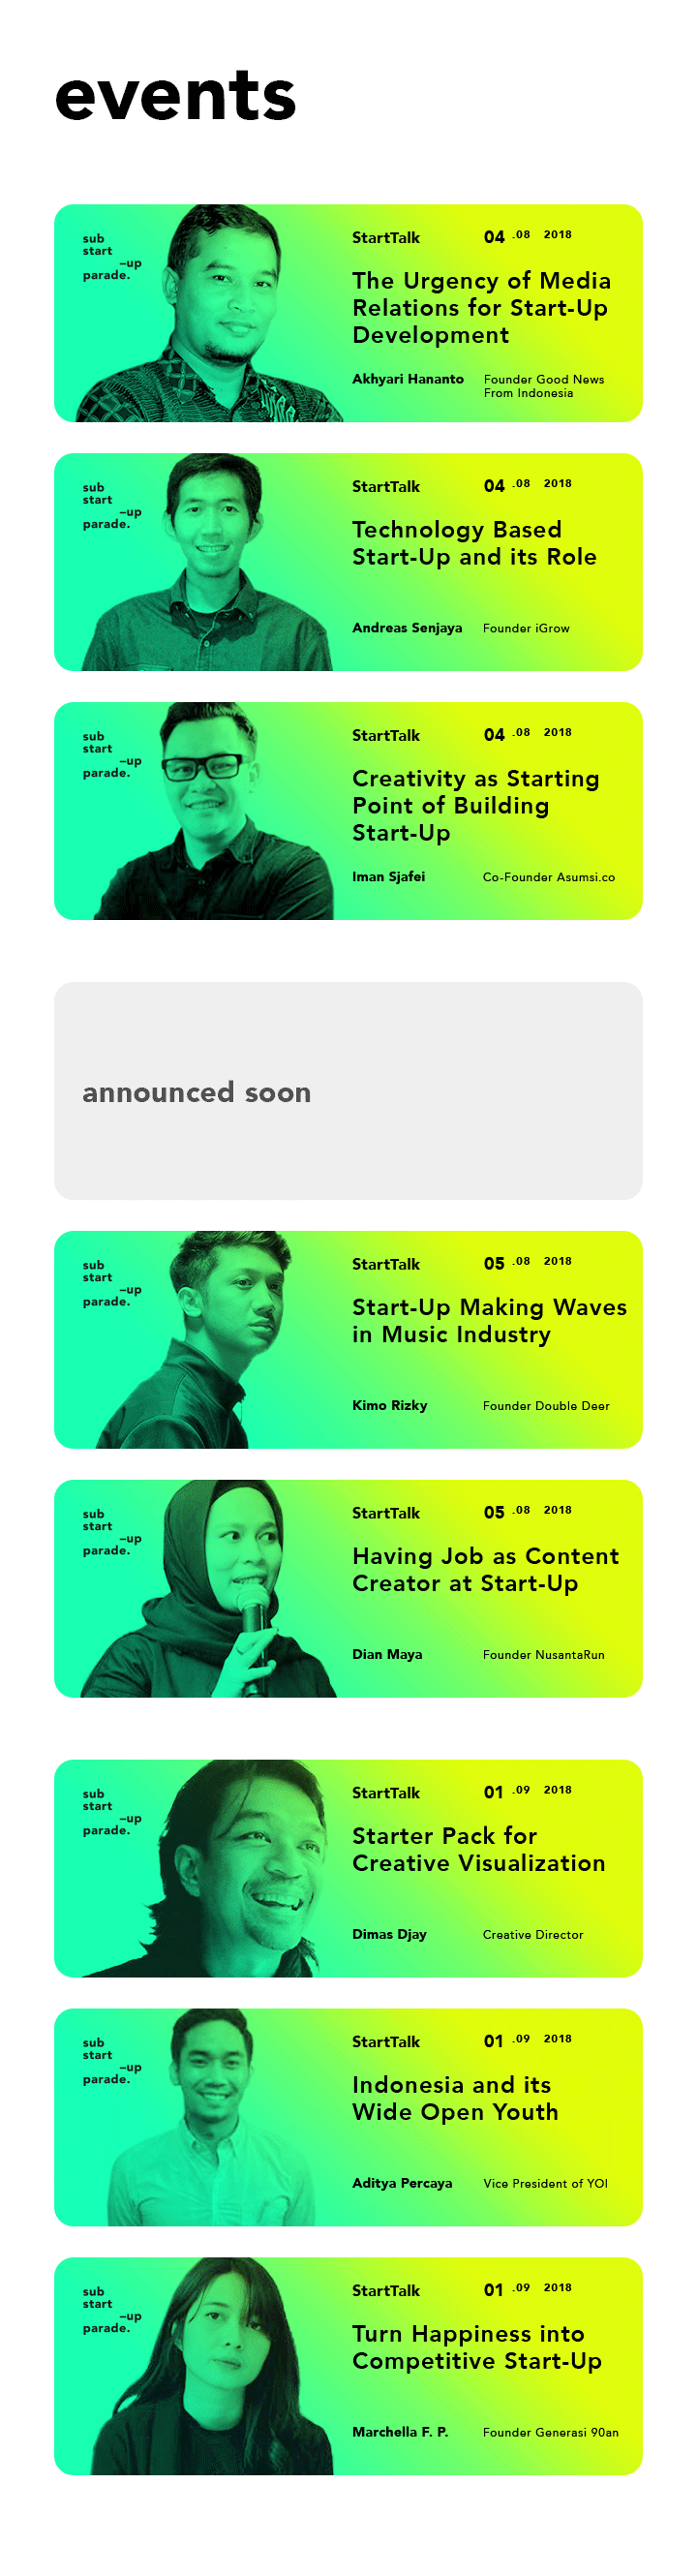 events
sub
start
–up
parade.
StartTalk 04 .08 2018
The Urgency of Media
Relations for Start-Up
Development
Akhyari Hananto Founder Good News
From Indonesia
sub
start
–up
parade.
StartTalk 04 .08 2018
Technology Based
Start-Up and its Role
Andreas Senjaya Founder iGrow
sub
start
–up
parade.
StartTalk 04 .08 2018
Creativity as Starting
Point of Building
Start-Up
Iman Sjafei Co-Founder Asumsi.co
announced soon
sub
start
–up
parade.
StartTalk 05 .08 2018
Start-Up Making Waves
in Music Industry
Kimo Rizky Founder Double Deer
sub
start
–up
parade.
StartTalk 05 .08 2018
Having Job as Content
Creator at Start-Up
Dian Maya Founder NusantaRun
sub
start
–up
parade.
StartTalk 01 .09 2018
Starter Pack for
Creative Visualization
Dimas Djay Creative Director
sub
start
–up
parade.
StartTalk 01 .09 2018
Indonesia and its
Wide Open Youth
Aditya Percaya Vice President of YOI
sub
start
–up
parade.
StartTalk 01 .09 2018
Turn Happiness into
Competitive Start-Up
Marchella F. P. Founder Generasi 90an